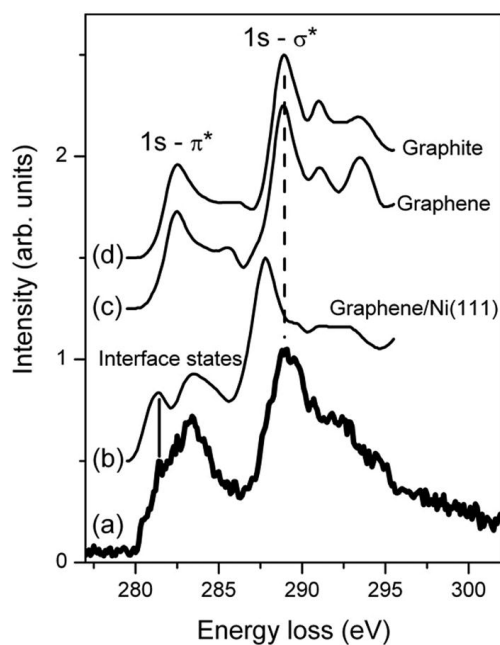 1s - σ*
1s - π*
Graphite
Graphene
(d)
(c)
Graphene/Ni(111)
Interface states
(b)
(a)
2
1
0
280 285 290 295 300
Energy loss (eV)
Intensity (arb. units)